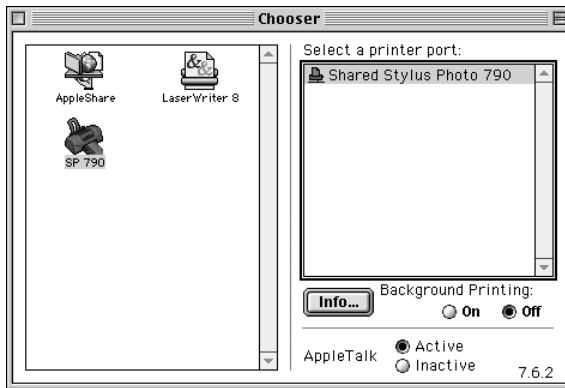 Chooser
AppleShare
LaserWriter 8
SP 790
Select a printer port:
Shared Stylus Photo 790
Info...
Background Printing:
On Off
AppleTalk
Active
Inactive
7.6.2